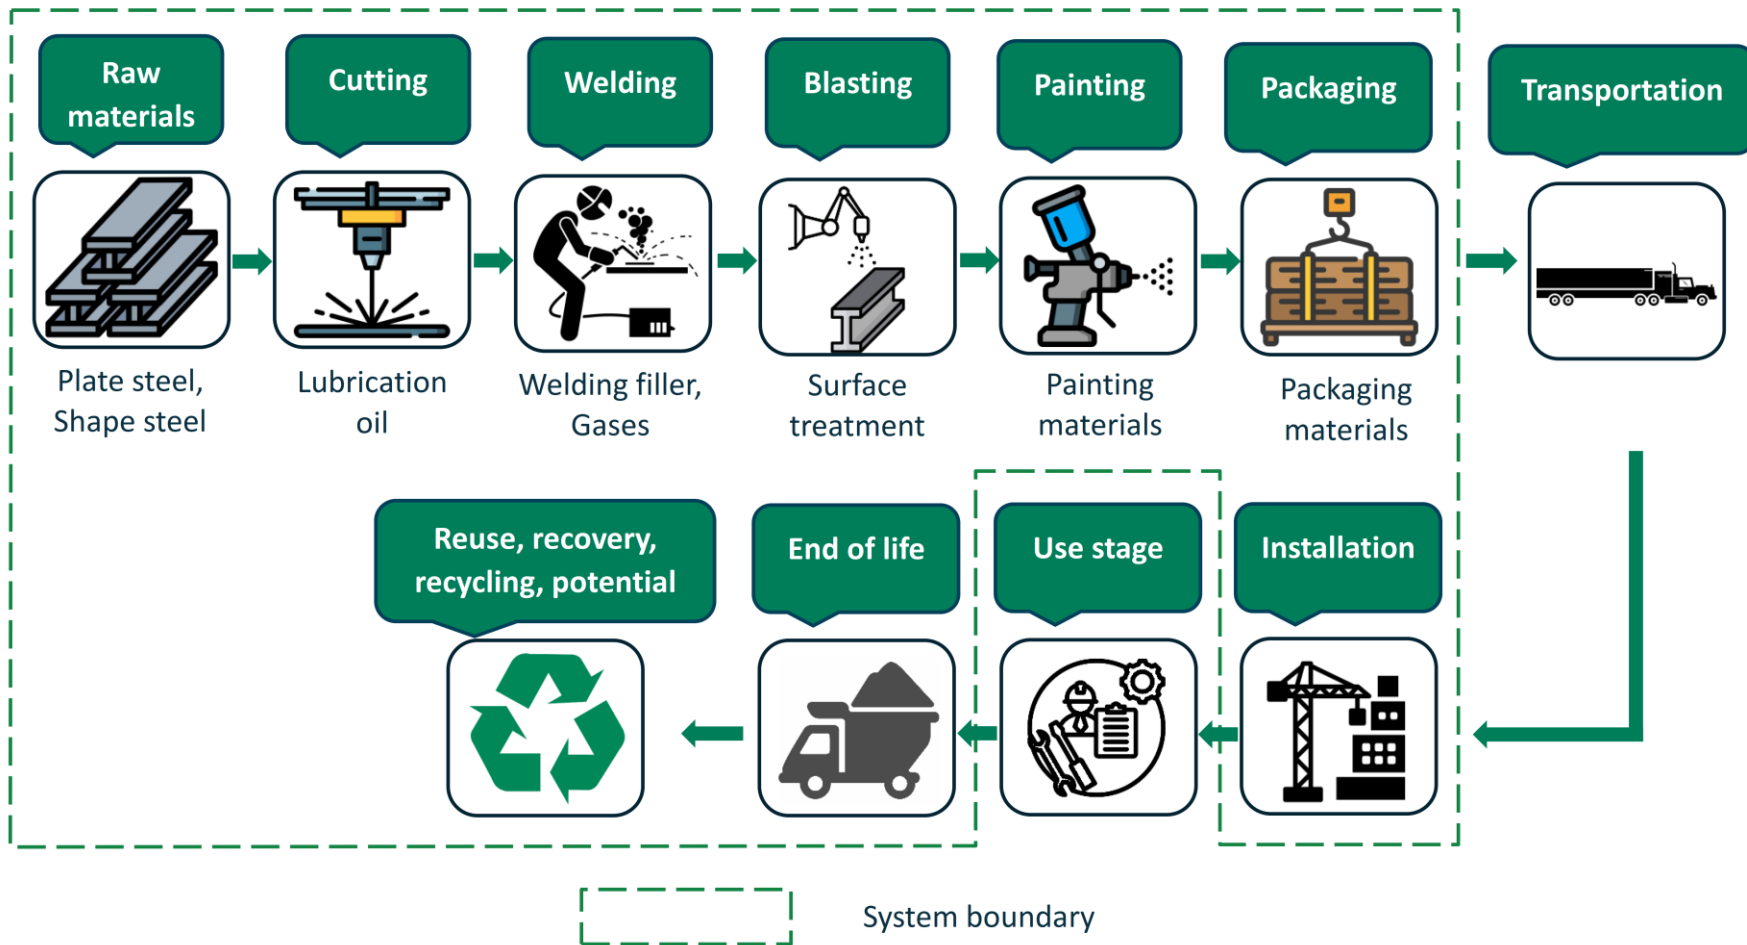 Raw
materials
Cutting
Welding
Blasting
Painting
Packaging
Transportation
Plate steel,
Shape steel
Lubrication
oil
Welding filler,
Gases
Surface
treatment
Painting
materials
Packaging
materials
Reuse, recovery,
recycling, potential
End of life
Use stage
Installation
System boundary